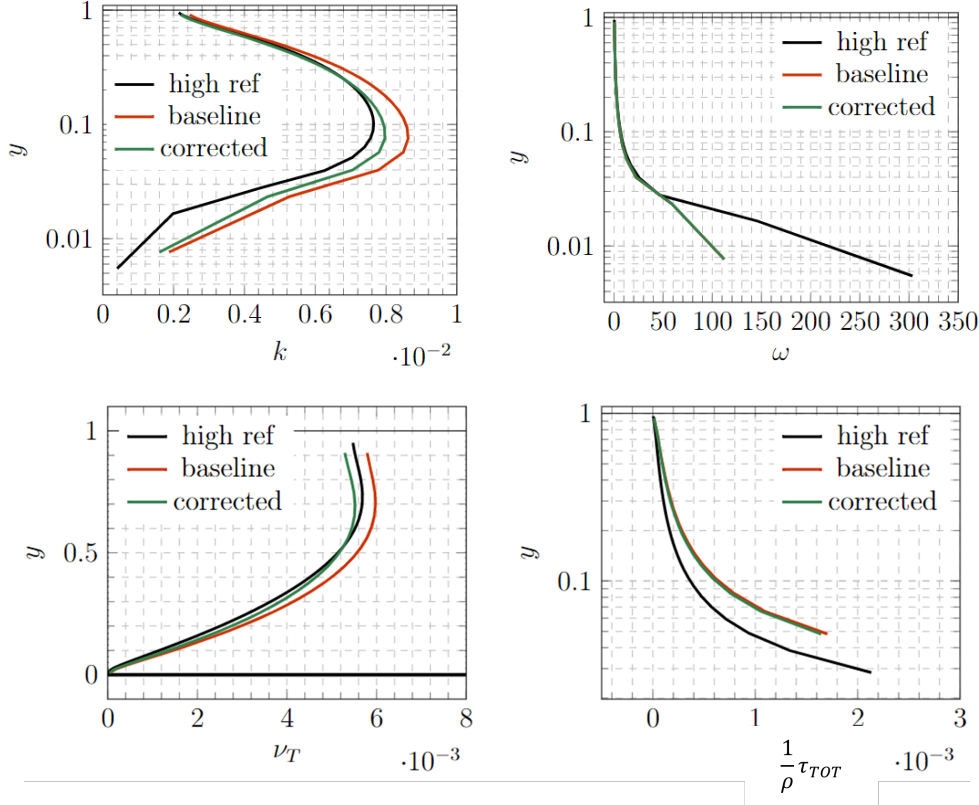 1
0.1
0.01
y
high ref
baseline
corrected
0 0.2 0.4 0.6 0.8 1
k
·10⁻²
1
0.1
0.01
y
high ref
baseline
corrected
0 50 100 150 200 250 300 350
ω
1
0.5
0
y
high ref
baseline
corrected
0 2 4 6 8
ν_T
·10⁻³
1
0.1
y
high ref
baseline
corrected
0 1 2 3
1/ρ τ_TOT
·10⁻³